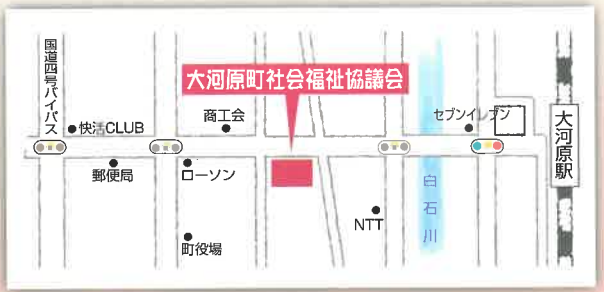 国道四号バイパス
大河原町社会福祉協議会
快活CLUB
商工会
セブンイレブン
大河原駅
郵便局
ローソン
白石川
NTT
町役場